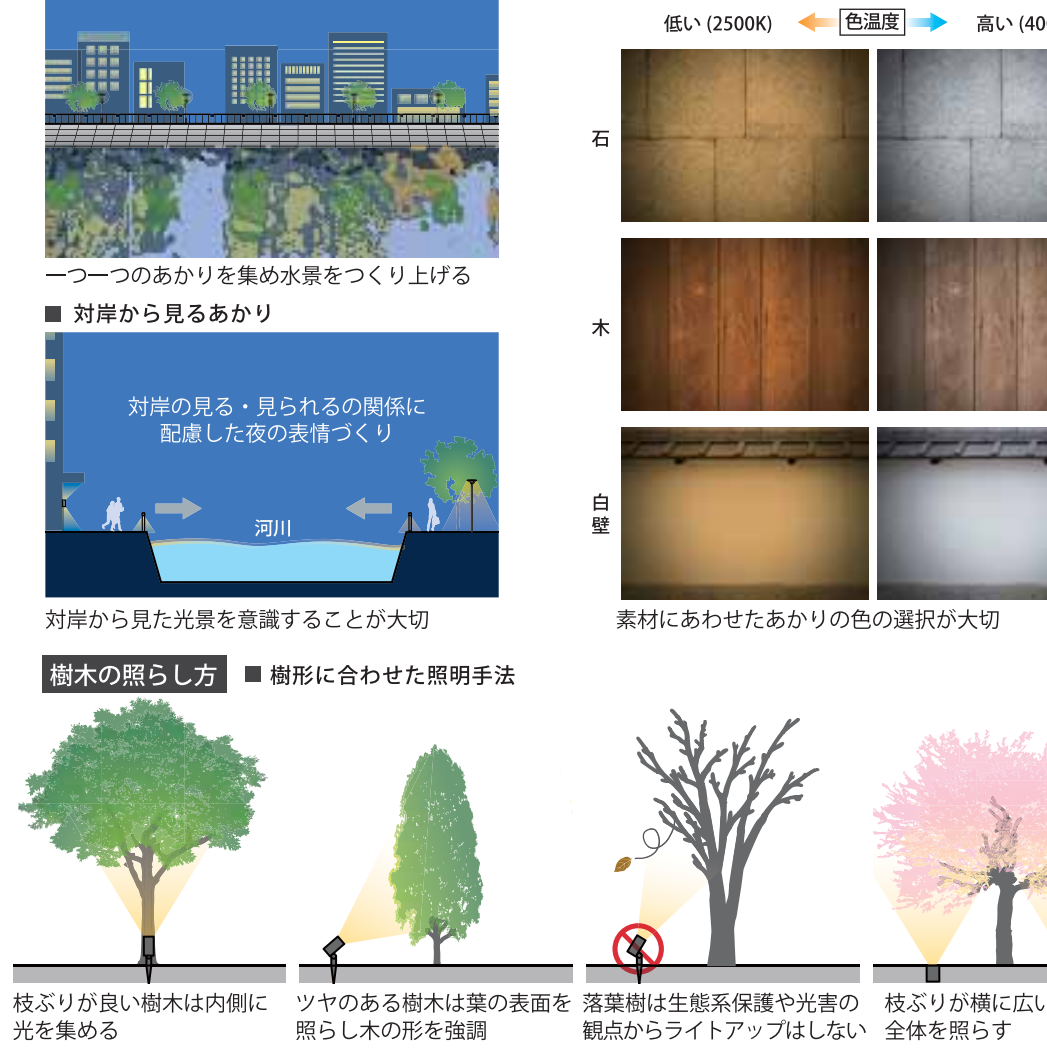 低い (2500K)
色温度
高い (40
石
木
白壁
一つ一つのあかりを集め水景をつくり上げる
■ 対岸から見るあかり
対岸の見る・見られるの関係に
配慮した夜の表情づくり
河川
対岸から見た光景を意識することが大切
素材にあわせたあかりの色の選択が大切
樹木の照らし方
■ 樹形に合わせた照明手法
枝ぶりが良い樹木は内側に
光を集める
ツヤのある樹木は葉の表面を
照らし木の形を強調
落葉樹は生態系保護や光害の
観点からライトアップはしない
枝ぶりが横に広い
全体を照らす